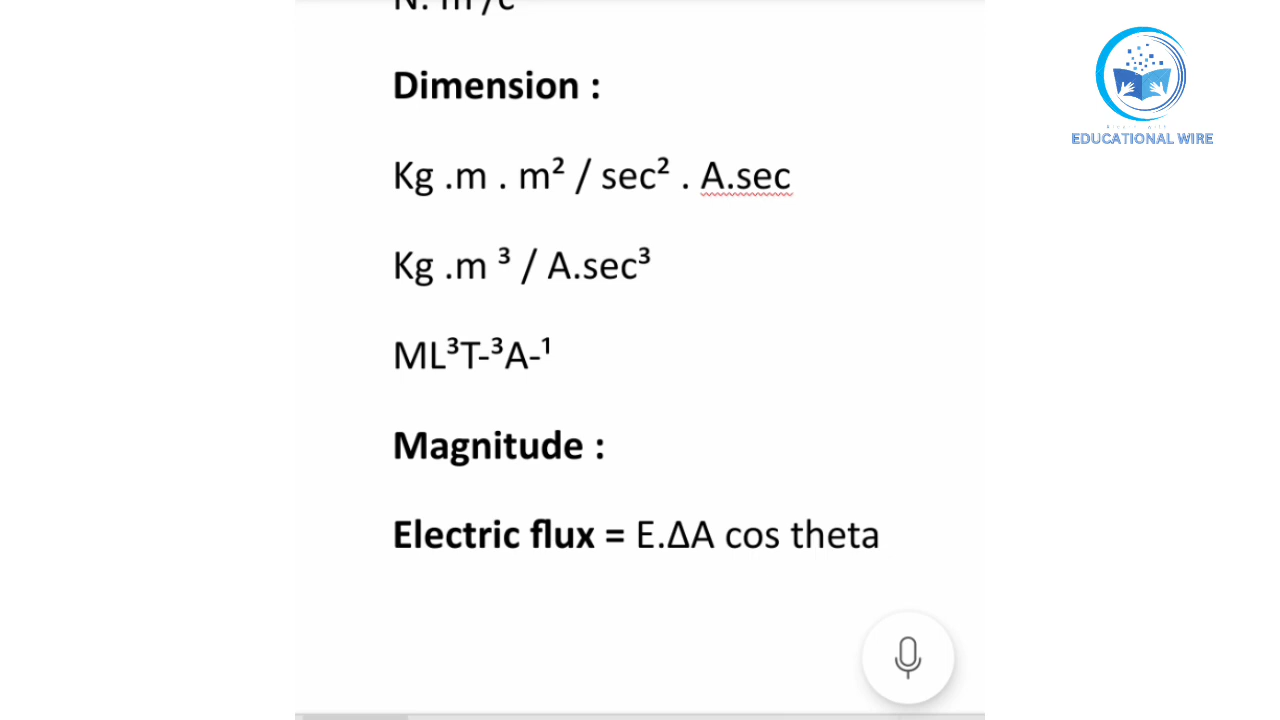 Dimension :
Kg .m . m² / sec² . A.sec
Kg .m ³ / A.sec³
ML³T-³A-¹
Magnitude :
Electric flux = E.ΔA cos theta
EDUCATIONAL WIRE